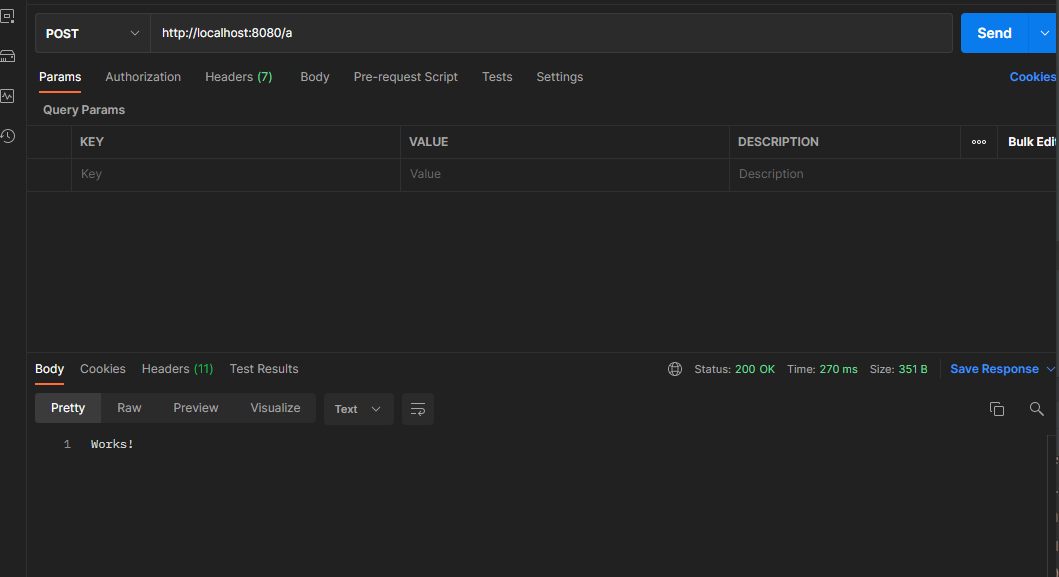 POST http://localhost:8080/a Send
Params Authorization Headers (7) Body Pre-request Script Tests Settings Cookies
Query Params
KEY VALUE DESCRIPTION ooo Bulk Edit
Key Value Description
Body Cookies Headers (11) Test Results Status: 200 OK Time: 270 ms Size: 351 B Save Response
Pretty Raw Preview Visualize Text
1 Works!